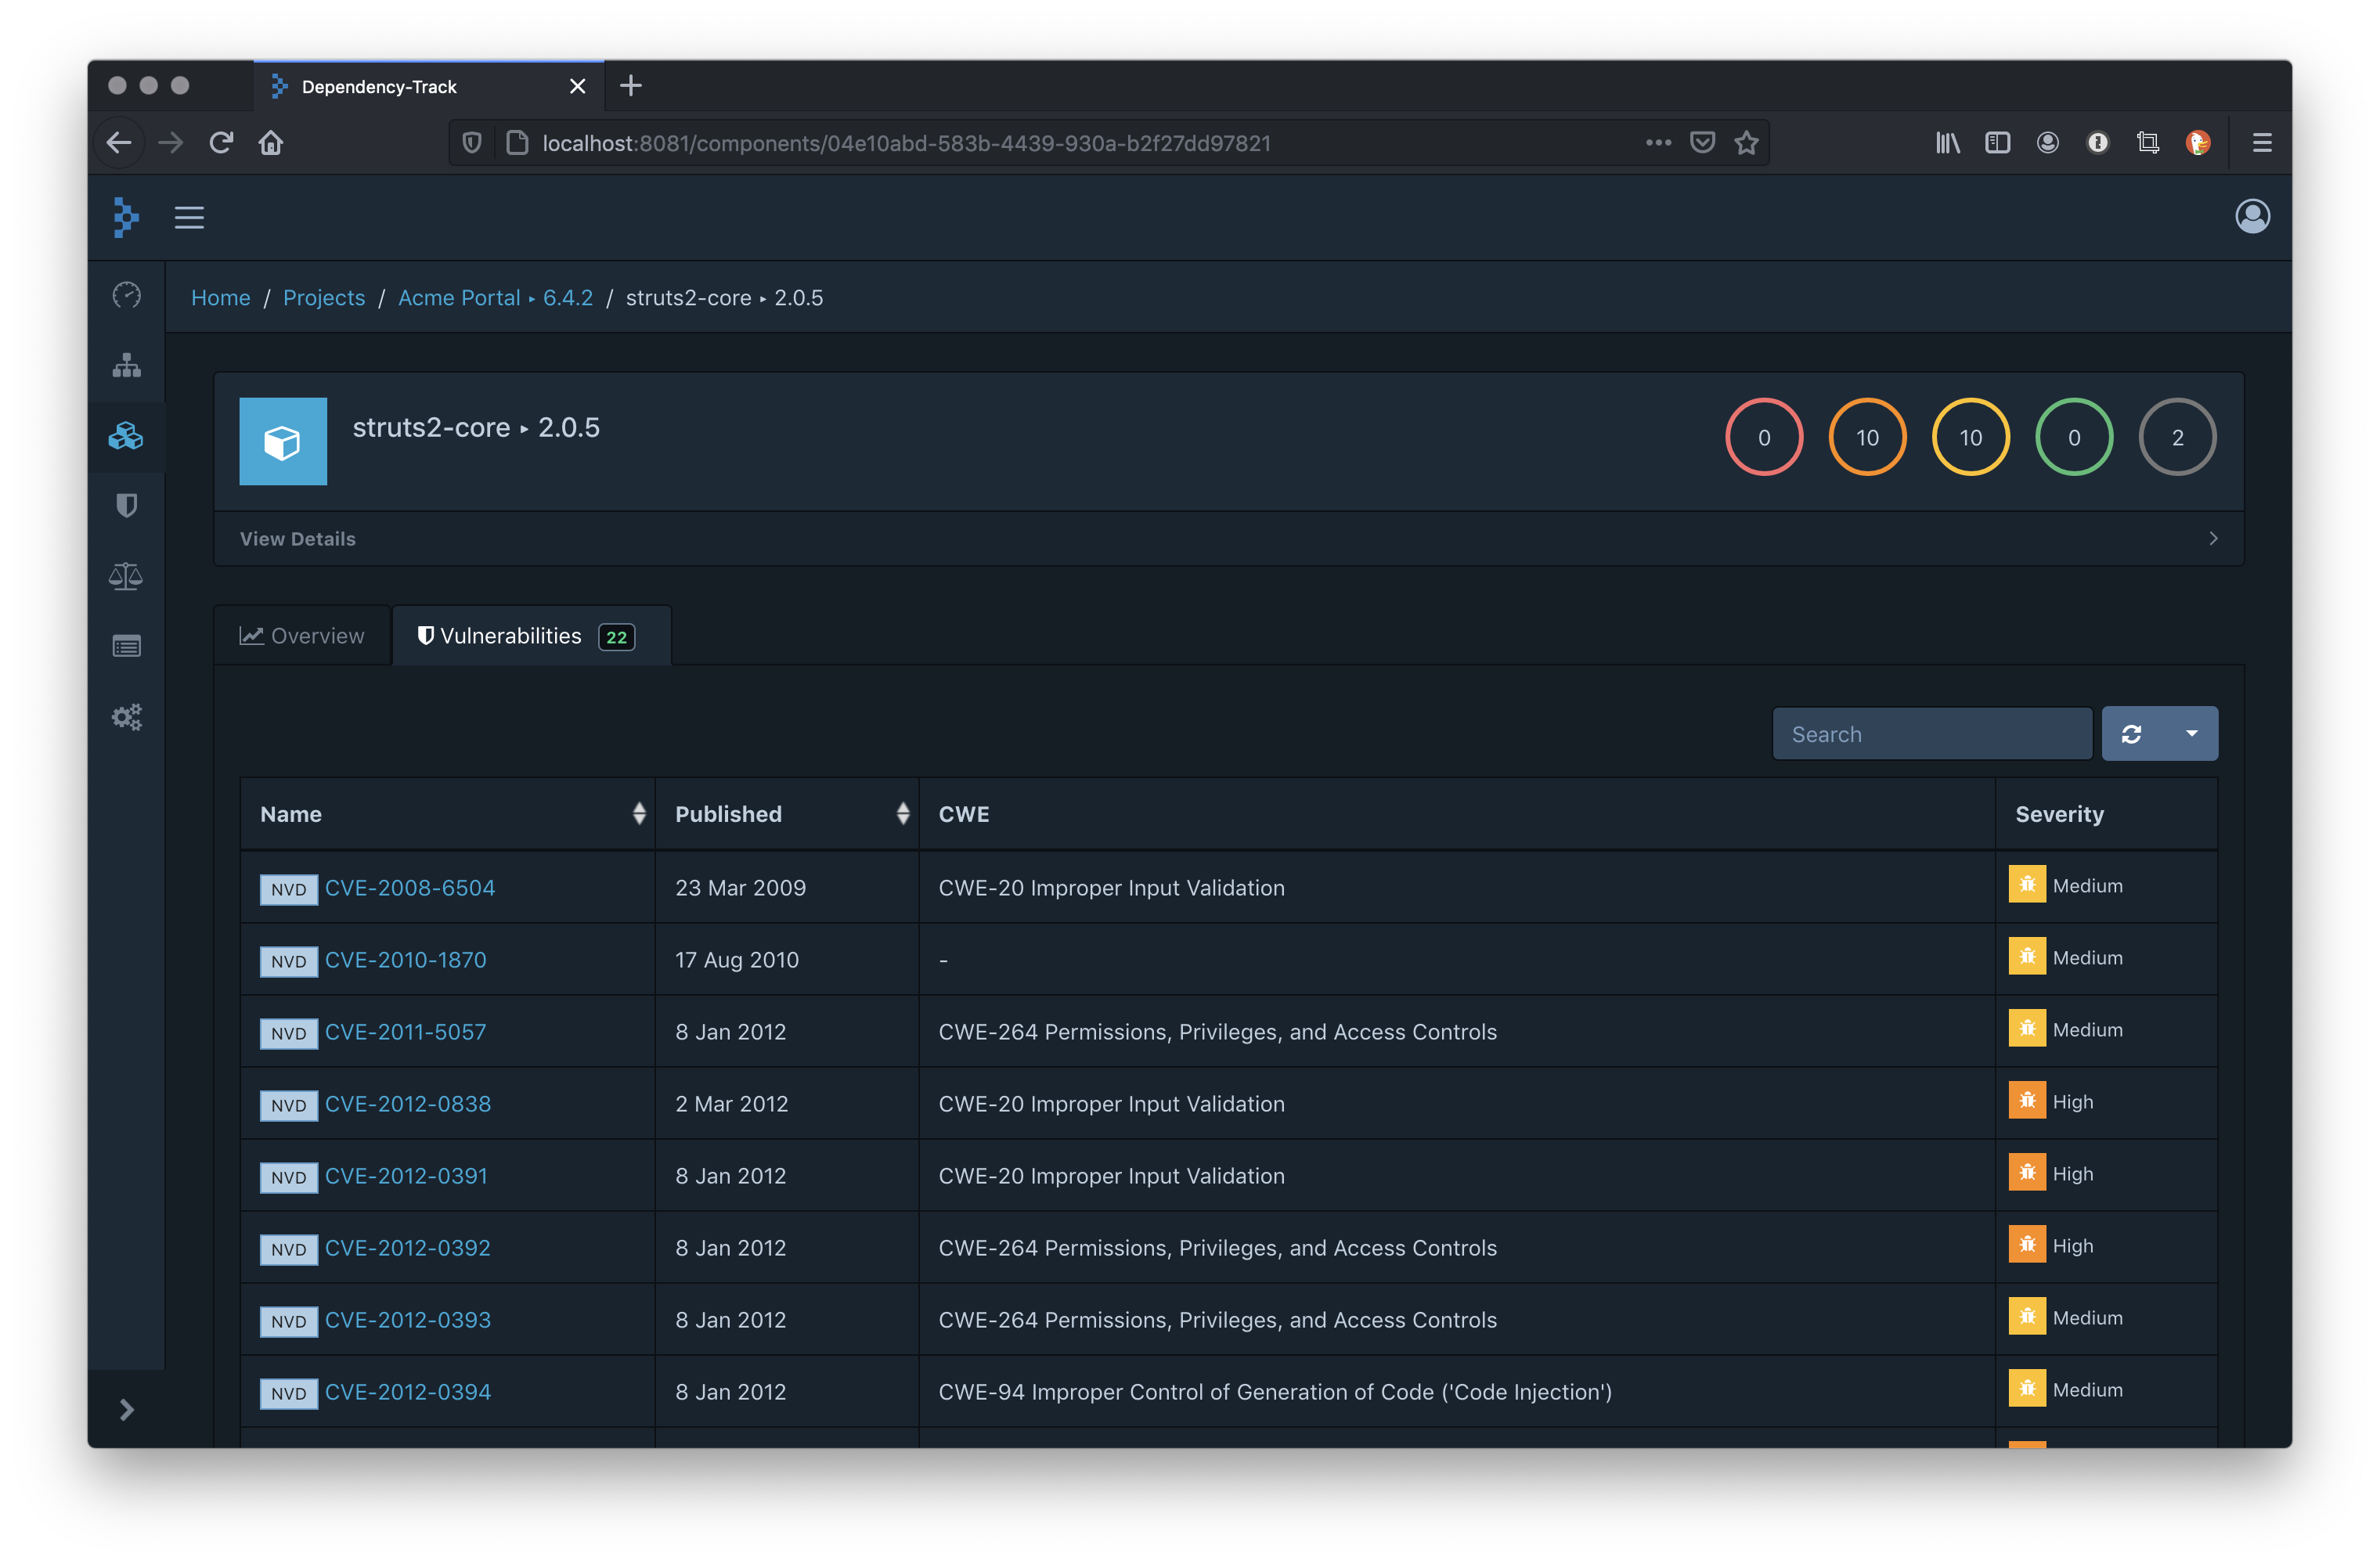 Dependency-Track
localhost:8081/components/04e10abd-583b-4439-930a-b2f27dd97821
Home / Projects / Acme Portal ▸ 6.4.2 / struts2-core ▸ 2.0.5
struts2-core ▸ 2.0.5
0 10 10 0 2
View Details
Overview Vulnerabilities 22
Search
Name Published CWE Severity
NVD CVE-2008-6504 23 Mar 2009 CWE-20 Improper Input Validation Medium
NVD CVE-2010-1870 17 Aug 2010 - Medium
NVD CVE-2011-5057 8 Jan 2012 CWE-264 Permissions, Privileges, and Access Controls Medium
NVD CVE-2012-0838 2 Mar 2012 CWE-20 Improper Input Validation High
NVD CVE-2012-0391 8 Jan 2012 CWE-20 Improper Input Validation High
NVD CVE-2012-0392 8 Jan 2012 CWE-264 Permissions, Privileges, and Access Controls High
NVD CVE-2012-0393 8 Jan 2012 CWE-264 Permissions, Privileges, and Access Controls Medium
NVD CVE-2012-0394 8 Jan 2012 CWE-94 Improper Control of Generation of Code ('Code Injection') Medium